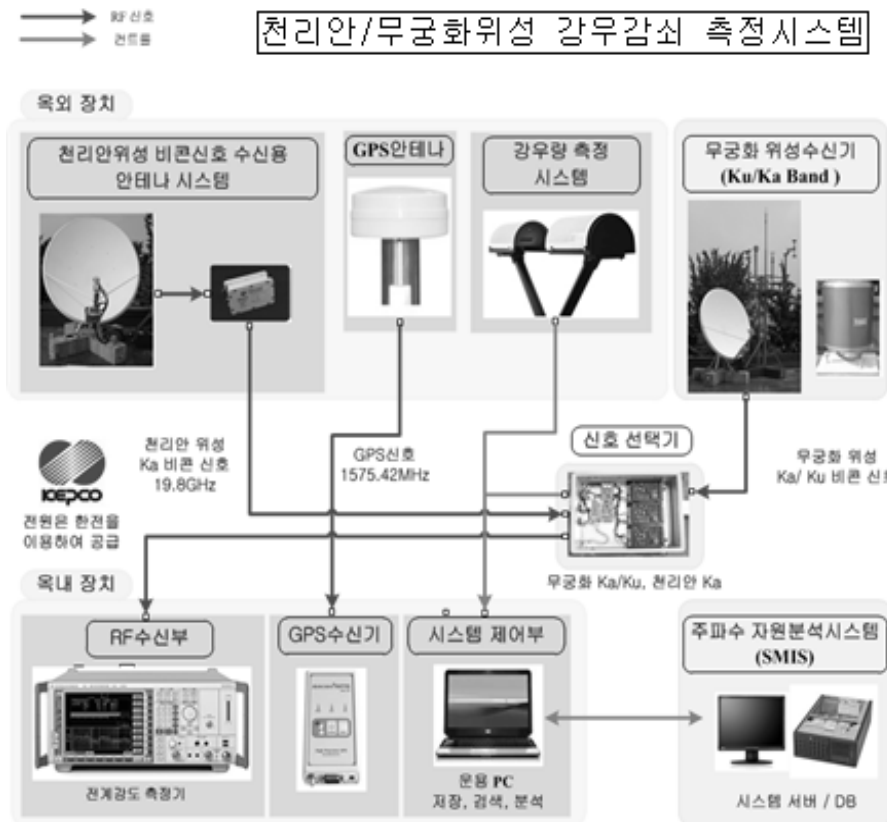 RF 신호
컨트롤
천리안/무궁화위성 강우감쇠 측정시스템
옥외 장치
천리안위성 비콘신호 수신용
안테나 시스템
GPS안테나
강우량 측정
시스템
무궁화 위성수신기
(Ku/Ka Band )
천리안 위성
Ka 비콘 신호
19.8GHz
GPS신호
1575.42MHz
신호 선택기
무궁화 위성
Ka/ Ku 비콘 신호
KEPCO
전원은 한전을
이용하여 공급
무궁화 Ka/Ku, 천리안 Ka
옥내 장치
RF수신부
GPS수신기
시스템 제어부
주파수 자원분석시스템
(SMIS)
전계강도 측정기
운용 PC
저장, 검색, 분석
시스템 서버 / DB